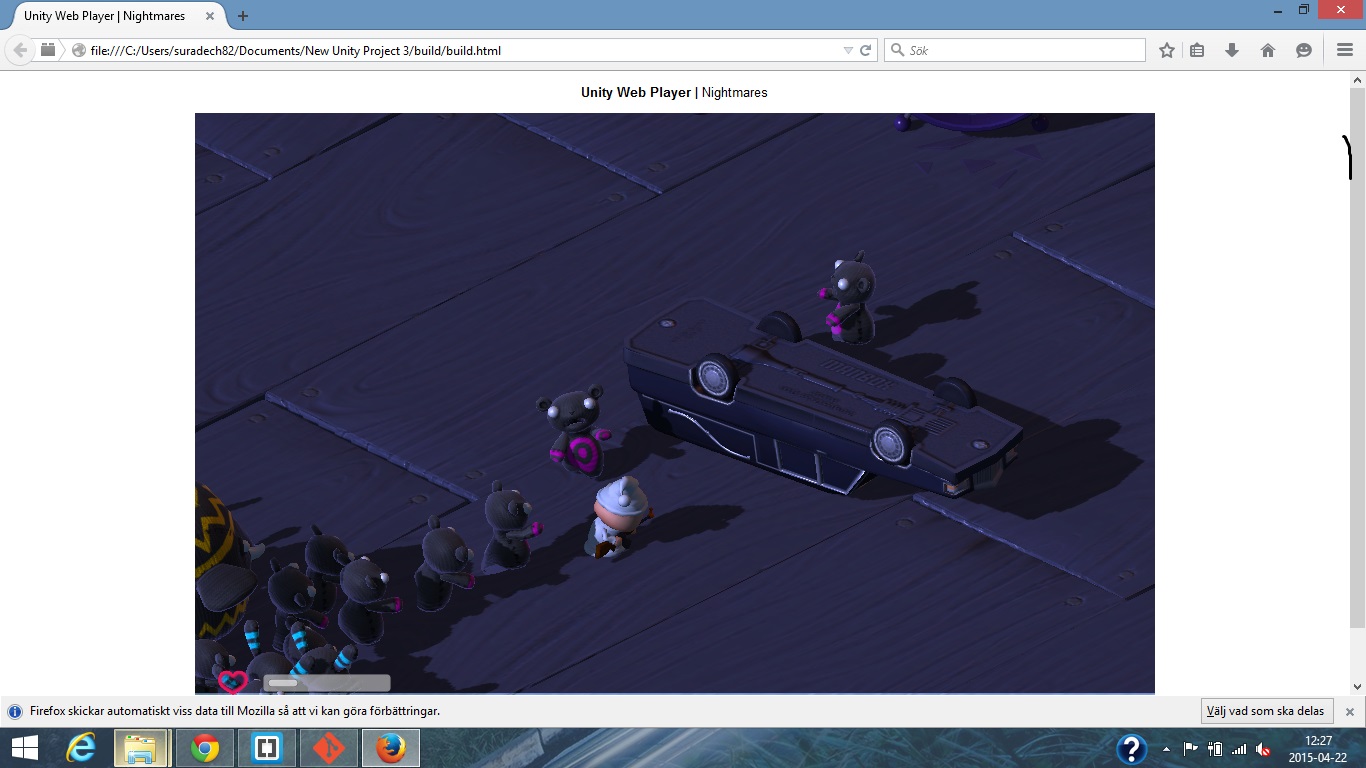 Unity Web Player | Nightmares
file:///C:/Users/suradech82/Documents/New Unity Project 3/build/build.html
Sök
Unity Web Player | Nightmares
Firefox skickar automatiskt viss data till Mozilla så att vi kan göra förbättringar.
Välj vad som ska delas
12:27
2015-04-22